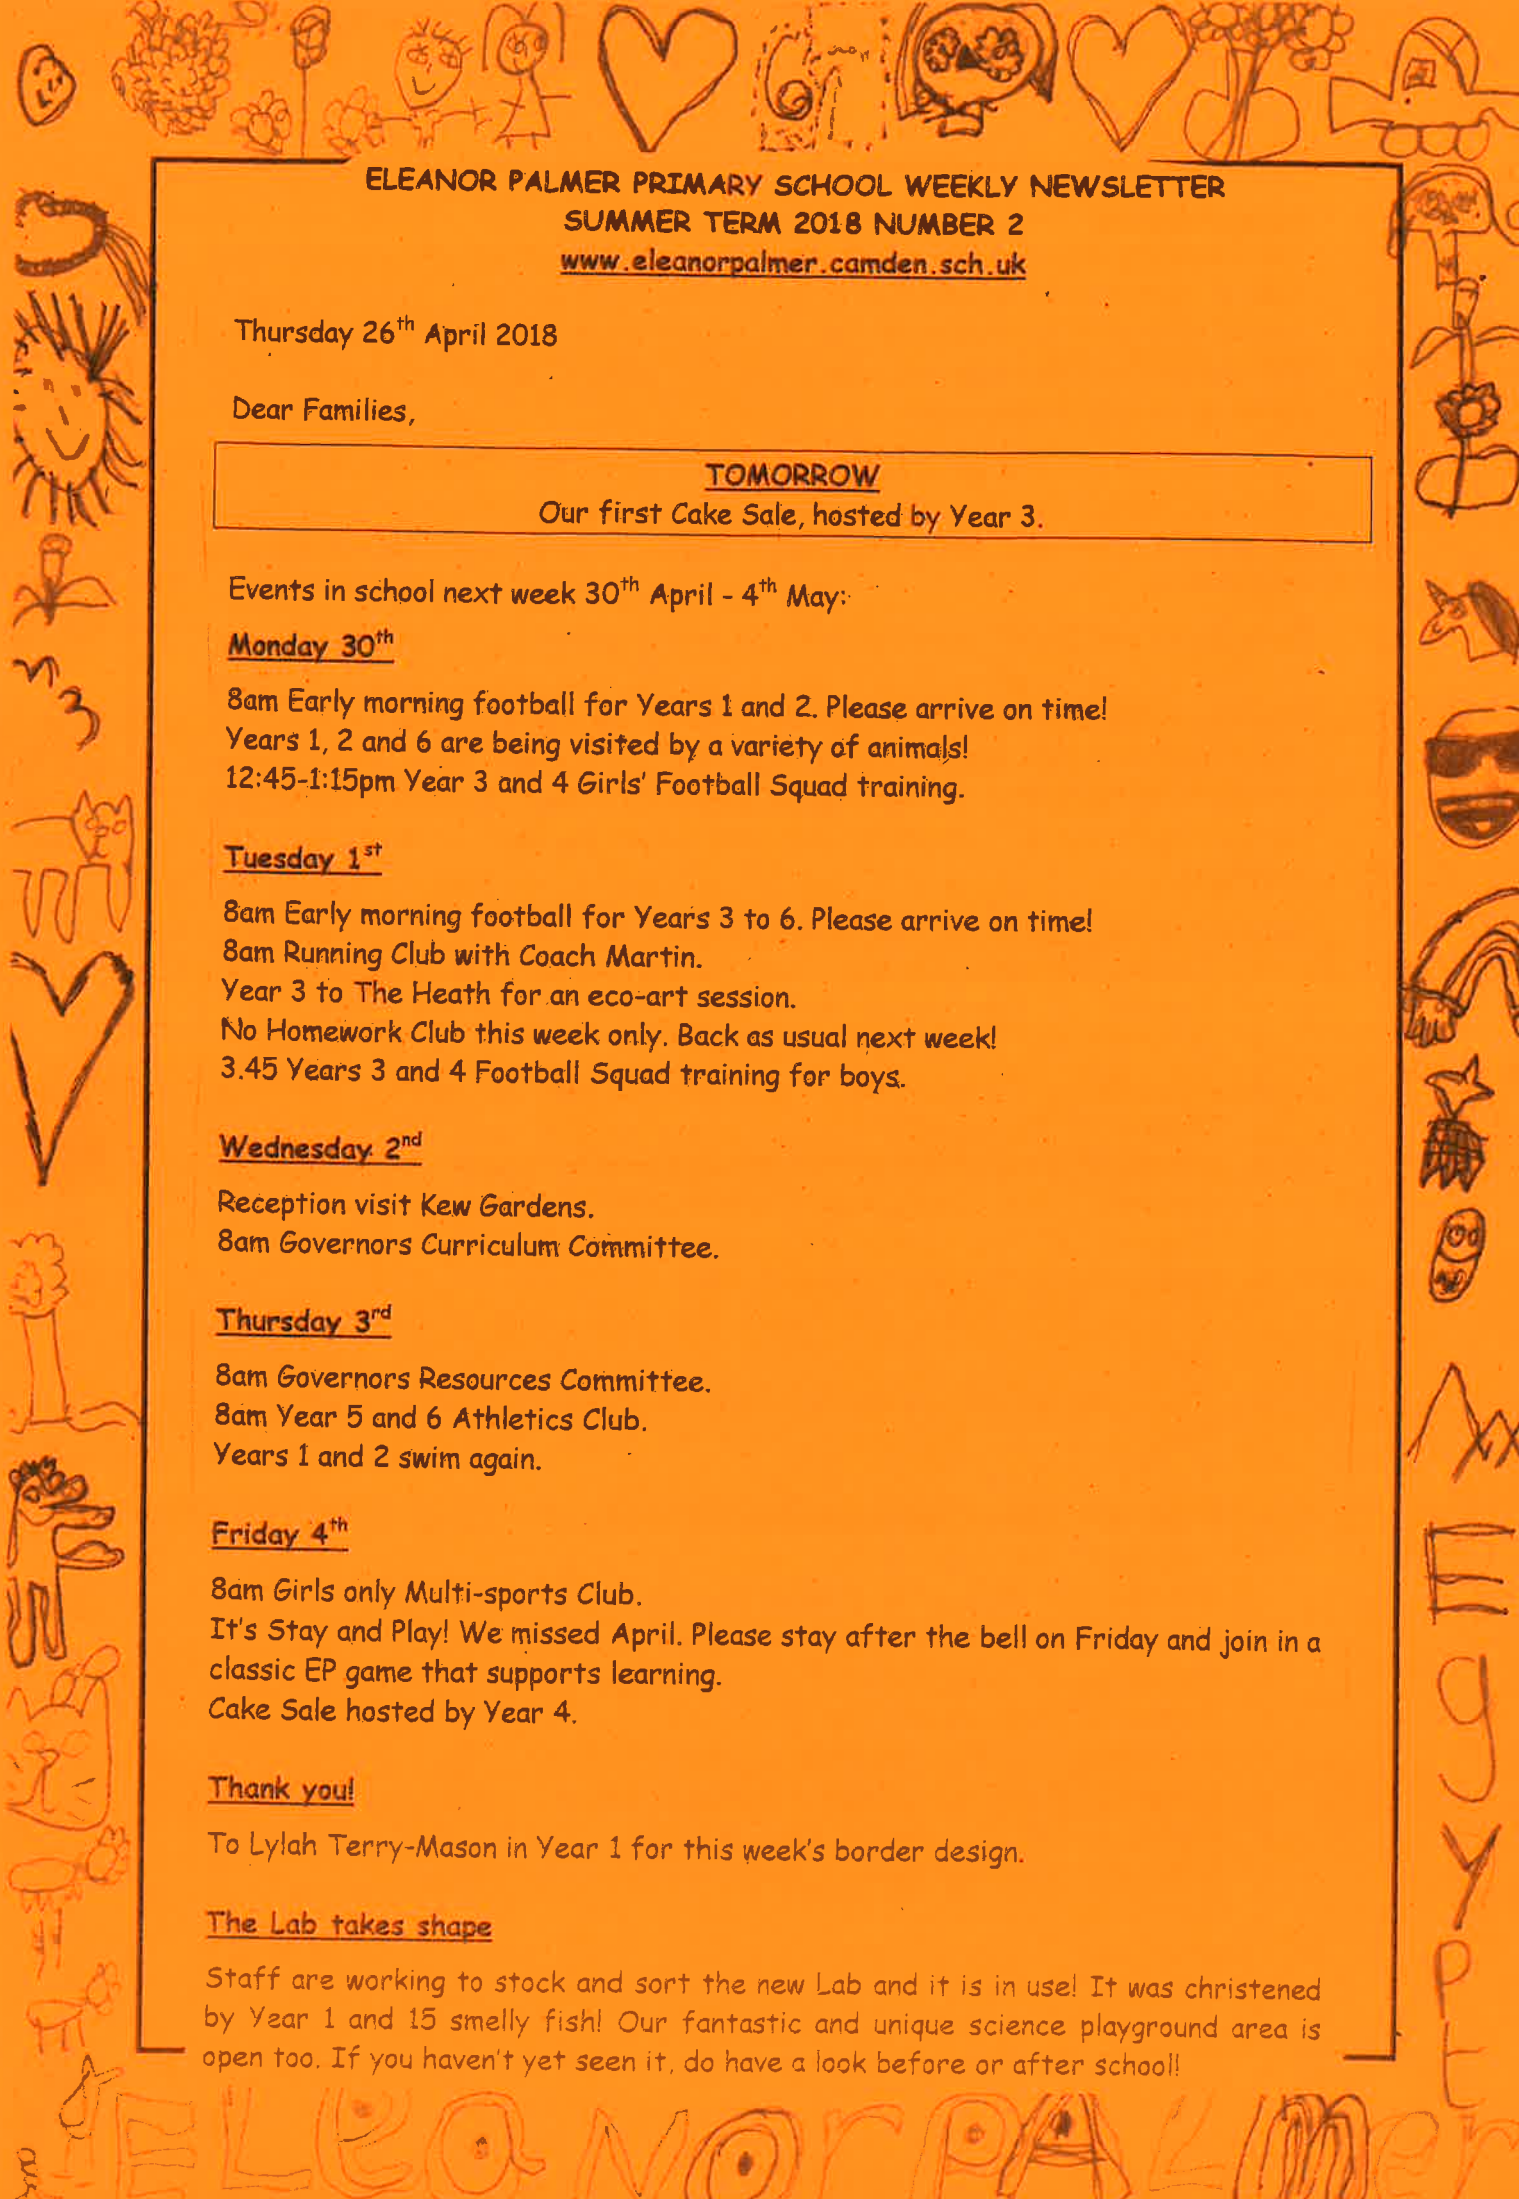 GT
ELEANOR PALMER PRIMARY SCHOOL WEEKLY NEWSLETTER
SUMMER TERM 2018 NUMBER 2
www.eleanorpalmer.camden.sch.uk
Thursday 26th April 2018
Dear Families,
TOMORROW
Our first Cake Sale, hosted by Year 3.
Events in school next week 30th April - 4th May:
Monday 30th
8am Early morning football for Years 1 and 2. Please arrive on time!
Years 1, 2 and 6 are being visited by a variety of animals!
12:45-1:15pm Year 3 and 4 Girls' Football Squad training.
Tuesday 1st
8am Early morning football for Years 3 to 6. Please arrive on time!
8am Running Club with Coach Martin.
Year 3 to The Heath for an eco-art session.
No Homework Club this week only. Back as usual next week!
3.45 Years 3 and 4 Football Squad training for boys.
Wednesday 2nd
Reception visit Kew Gardens.
8am Governors Curriculum Committee.
Thursday 3rd
8am Governors Resources Committee.
8am Year 5 and 6 Athletics Club.
Years 1 and 2 swim again.
Friday 4th
8am Girls only Multi-sports Club.
It's Stay and Play! We missed April. Please stay after the bell on Friday and join in a
classic EP game that supports learning.
Cake Sale hosted by Year 4.
Thank you!
To Lylah Terry-Mason in Year 1 for this week's border design.
The Lab takes shape
Staff are working to stock and sort the new Lab and it is in use! It was christened
by Year 1 and 15 smelly fish! Our fantastic and unique science playground area is
open too. If you haven't yet seen it, do have a look before or after school!
EgyPt
ELeaNor PALmer